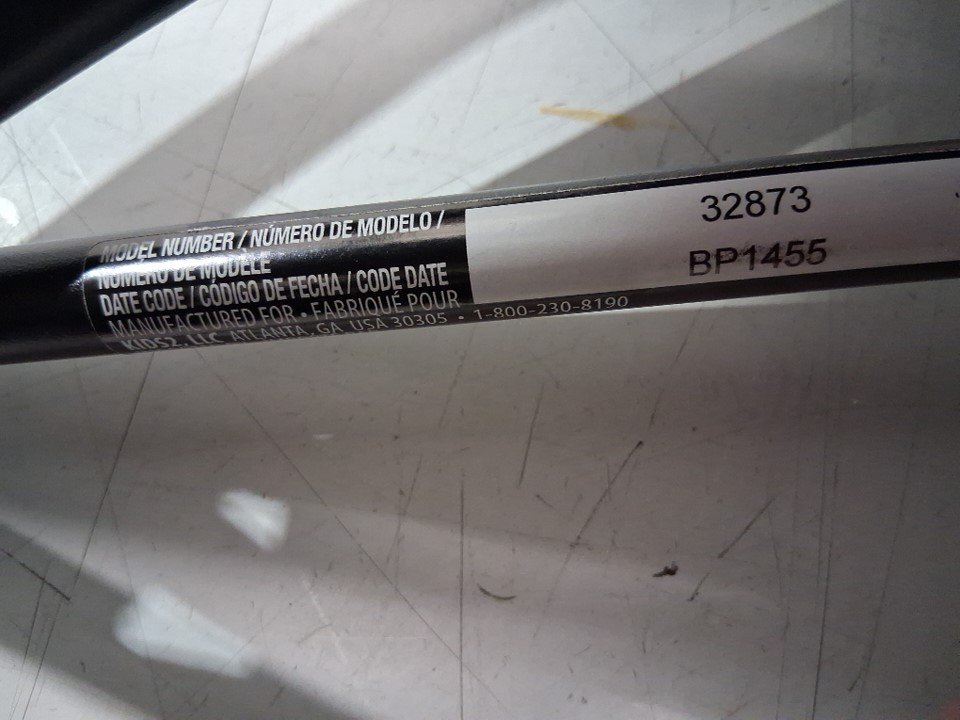 MODEL NUMBER / NÚMERO DE MODELO /
NUMÉRO DE MODÈLE
32873
DATE CODE / CÓDIGO DE FECHA / CODE DATE
BP1455
MANUFACTURED FOR • FABRIQUÉ POUR
KIDS2, LLC ATLANTA, GA USA 30305 • 1-800-230-8190